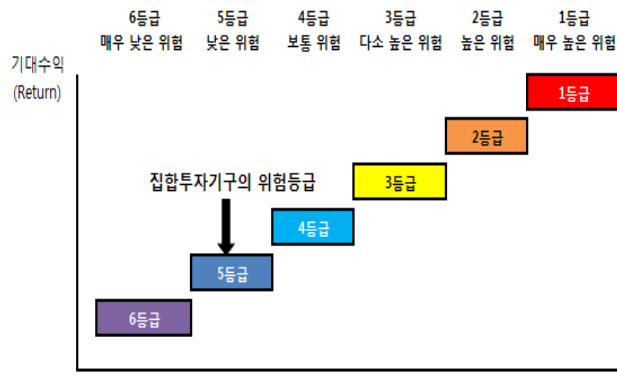 6등급 5등급 4등급 3등급 2등급 1등급
매우 낮은 위험 낮은 위험 보통 위험 다소 높은 위험 높은 위험 매우 높은 위험
기대수익
(Return)
1등급
2등급
집합투자기구의 위험등급
3등급
4등급
5등급
6등급